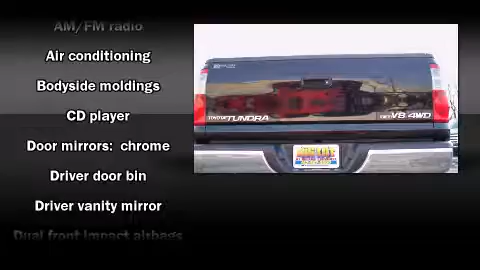 AM/FM radio
Air conditioning
Bodyside moldings
CD player
Door mirrors: chrome
Driver door bin
Driver vanity mirror
Dual front impact airbags
TOYOTA TUNDRA
V8 4WD